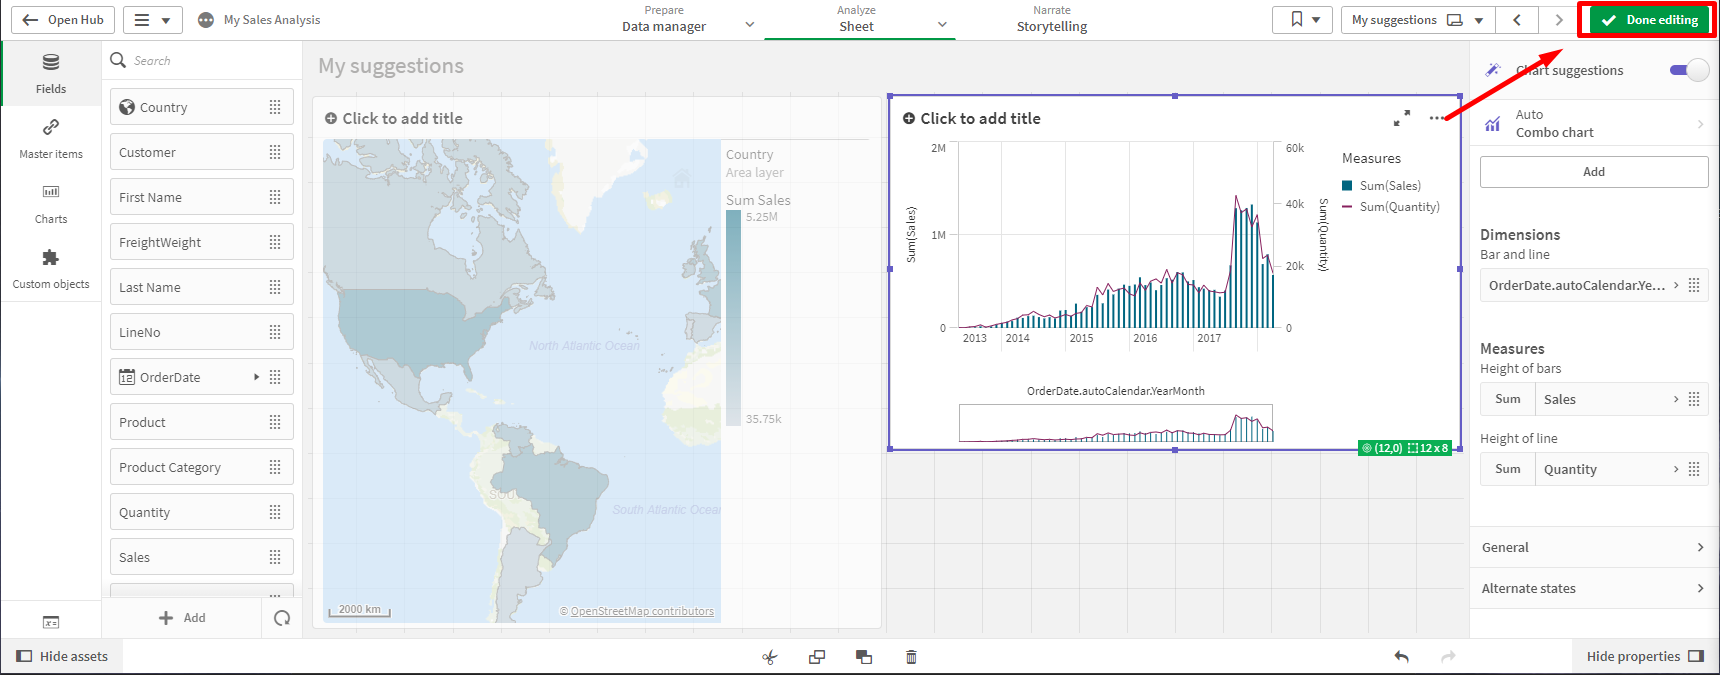 Open Hub
My Sales Analysis
Prepare
Data manager
Analyze
Sheet
Narrate
Storytelling
My suggestions
Done editing
Fields
Master items
Charts
Custom objects
Search
Country
Customer
First Name
FreightWeight
Last Name
LineNo
12 OrderDate
Product
Product Category
Quantity
Sales
Add
My suggestions
Click to add title
Country
Area layer
Sum Sales
5.25M
35.75k
North Atlantic Ocean
South Atlantic Ocean
2000 km
© OpenStreetMap contributors
Click to add title
2M
1M
0
Sum(Sales)
60k
40k
20k
0
Sum(Quantity)
2013 2014 2015 2016 2017
OrderDate.autoCalendar.YearMonth
Measures
Sum(Sales)
Sum(Quantity)
(12,0) 12 x 8
Chart suggestions
Auto
Combo chart
Add
Dimensions
Bar and line
OrderDate.autoCalendar.Ye...
Measures
Height of bars
Sum Sales
Height of line
Sum Quantity
General
Alternate states
Hide assets
Hide properties